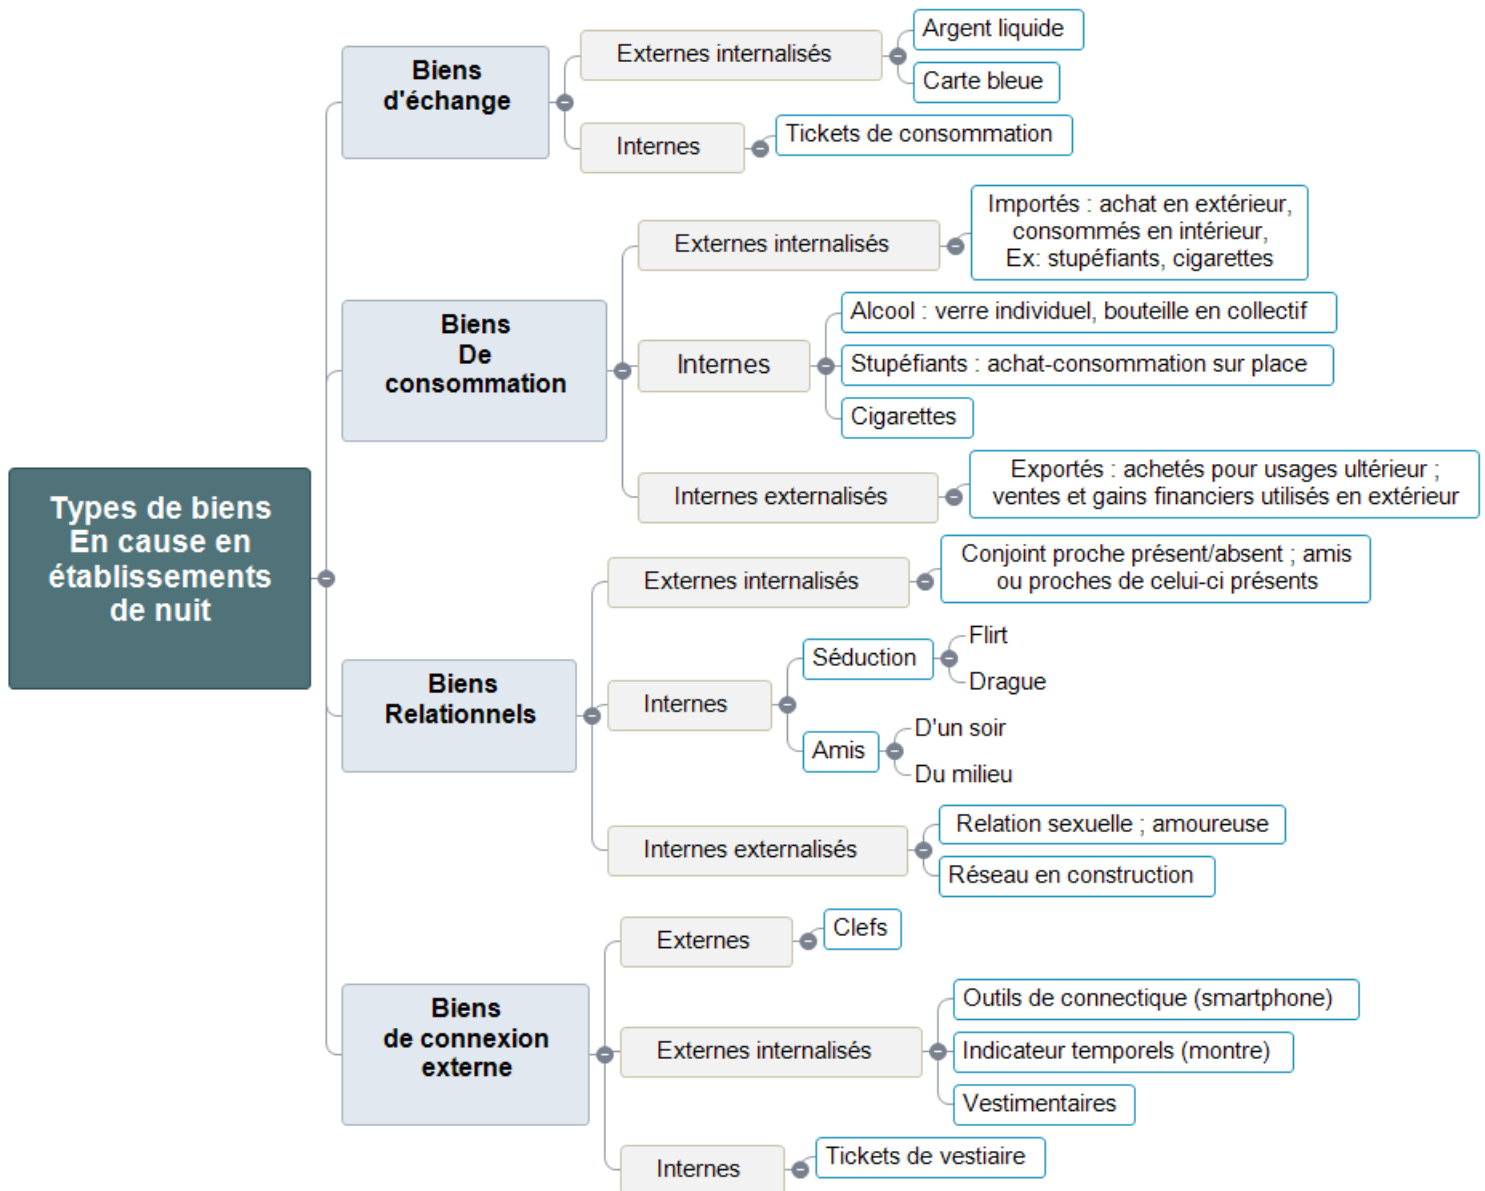 Types de biens
En cause en
établissements
de nuit
Biens
d'échange
Externes internalisés
Argent liquide
Carte bleue
Internes
Tickets de consommation
Biens
De
consommation
Externes internalisés
Importés : achat en extérieur,
consommés en intérieur,
Ex: stupéfiants, cigarettes
Internes
Alcool : verre individuel, bouteille en collectif
Stupéfiants : achat-consommation sur place
Cigarettes
Internes externalisés
Exportés : achetés pour usages ultérieur ;
ventes et gains financiers utilisés en extérieur
Biens
Relationnels
Externes internalisés
Conjoint proche présent/absent ; amis
ou proches de celui-ci présents
Internes
Séduction
Flirt
Drague
Amis
D'un soir
Du milieu
Internes externalisés
Relation sexuelle ; amoureuse
Réseau en construction
Biens
de connexion
externe
Externes
Clefs
Externes internalisés
Outils de connectique (smartphone)
Indicateur temporels (montre)
Vestimentaires
Internes
Tickets de vestiaire